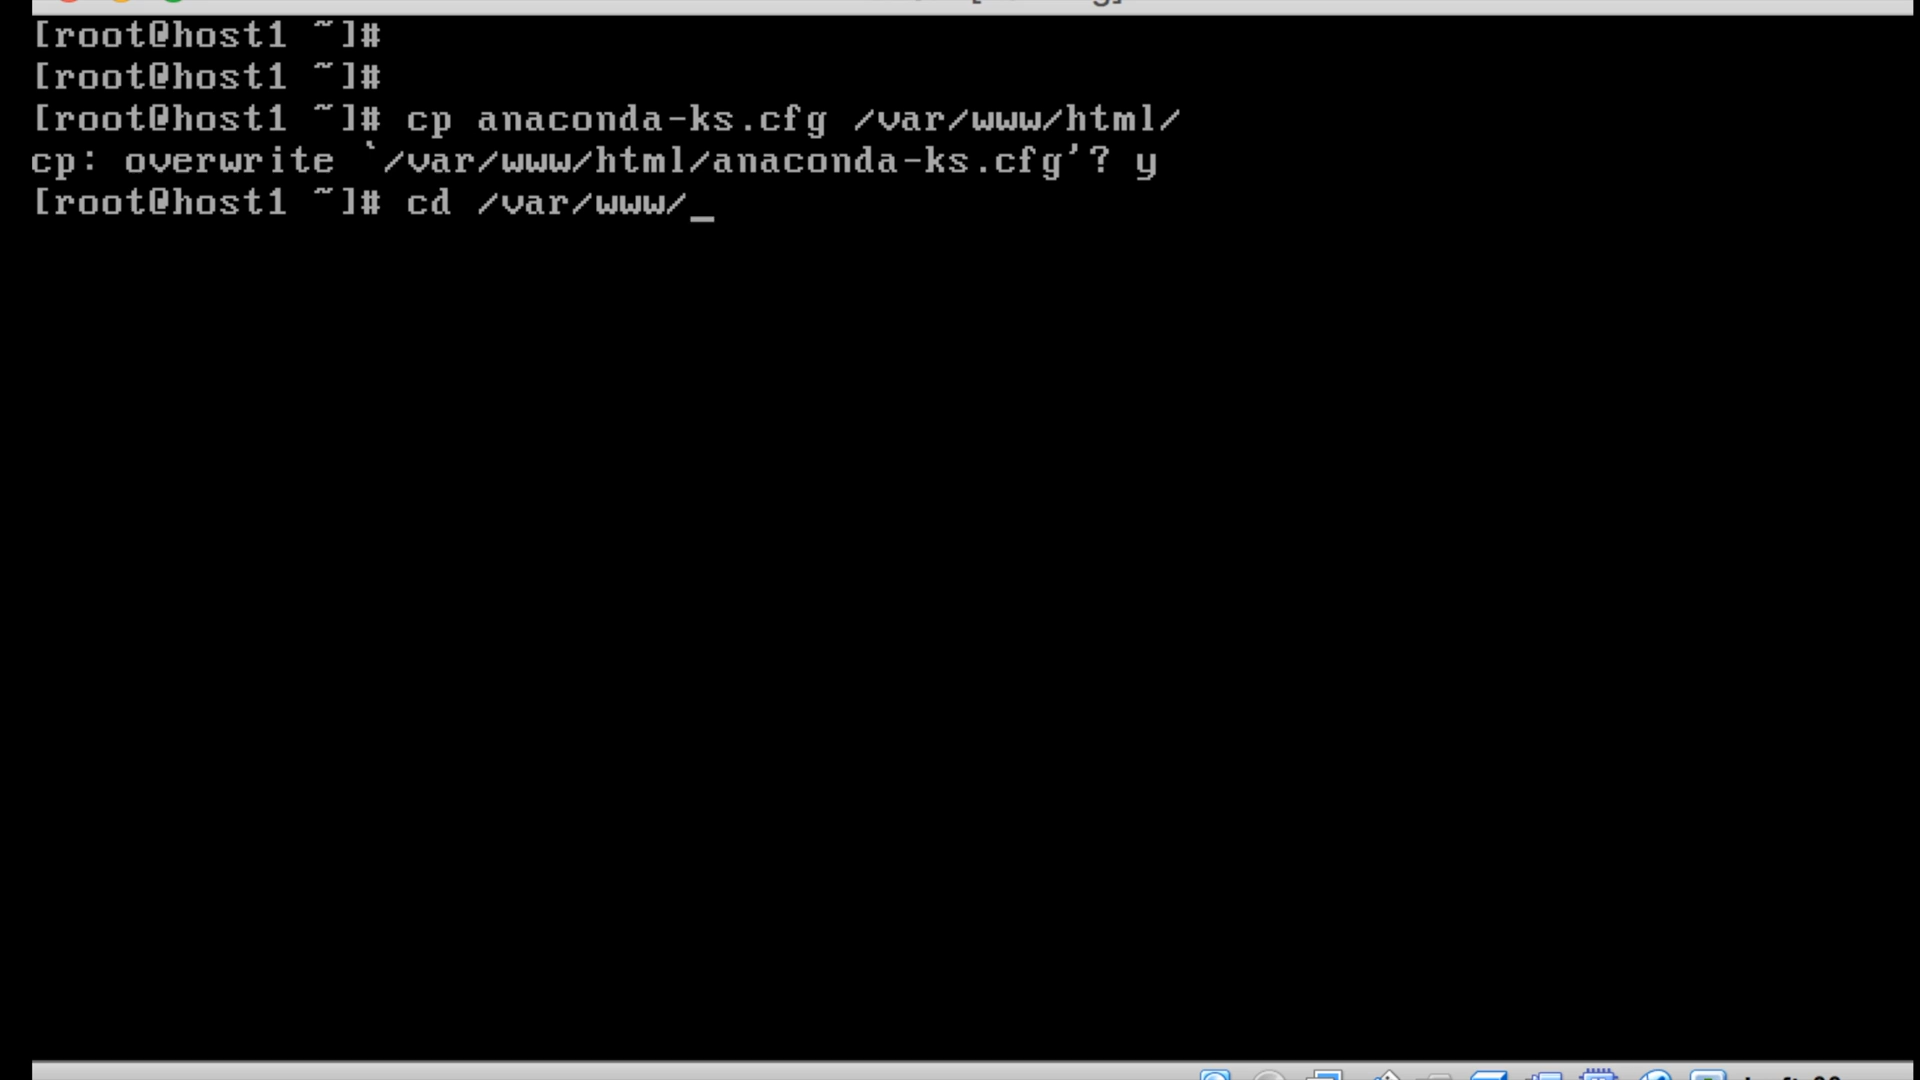 [root@host1 ~]#
[root@host1 ~]#
[root@host1 ~]# cp anaconda-ks.cfg /var/www/html/
cp: overwrite `/var/www/html/anaconda-ks.cfg'? y
[root@host1 ~]# cd /var/www/_